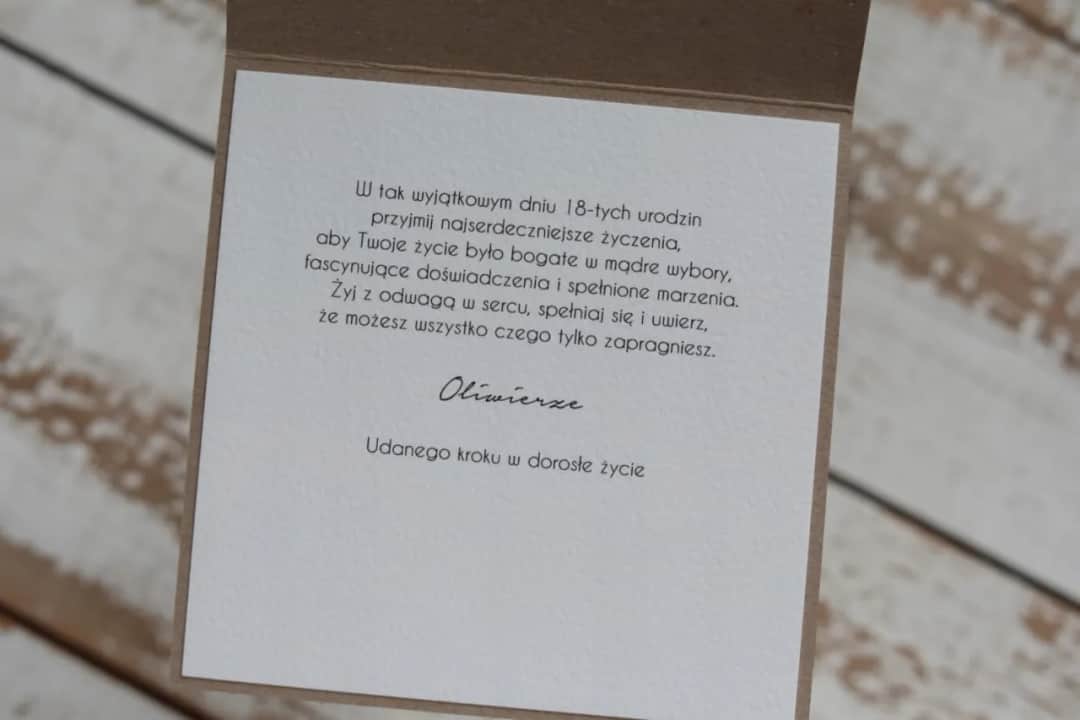 W tak wyjątkowym dniu 18-tych urodzin
przyjmij najserdeczniejsze życzenia,
aby Twoje życie było bogate w mądre wybory,
fascynujące doświadczenia i spełnione marzenia.
Żyj z odwagą w sercu, spełniaj się i uwierz,
że możesz wszystko czego tylko zapragniesz.
Oliwierze
Udanego kroku w dorosłe życie